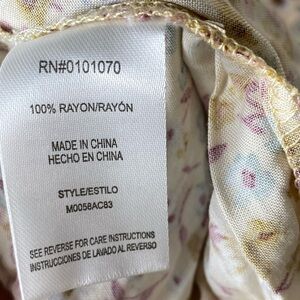 RN#0101070
100% RAYON/RAYÓN
MADE IN CHINA
HECHO EN CHINA
STYLE/ESTILO
M0058AC83
SEE REVERSE FOR CARE INSTRUCTIONS
INSTRUCCIONES DE LAVADO AL REVERSO